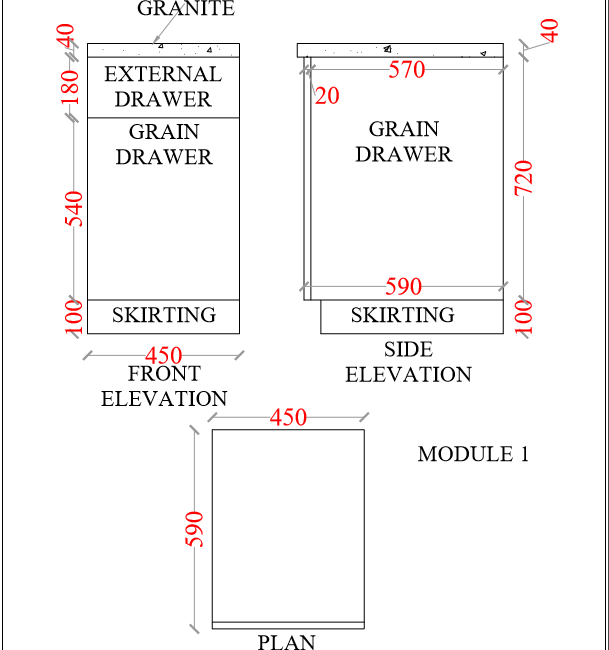 GRANITE
40
180
EXTERNAL
DRAWER
GRAIN
DRAWER
540
100
SKIRTING
450
FRONT
ELEVATION
40
570
20
GRAIN
DRAWER
720
590
SKIRTING
100
SIDE
ELEVATION
450
590
MODULE 1
PLAN